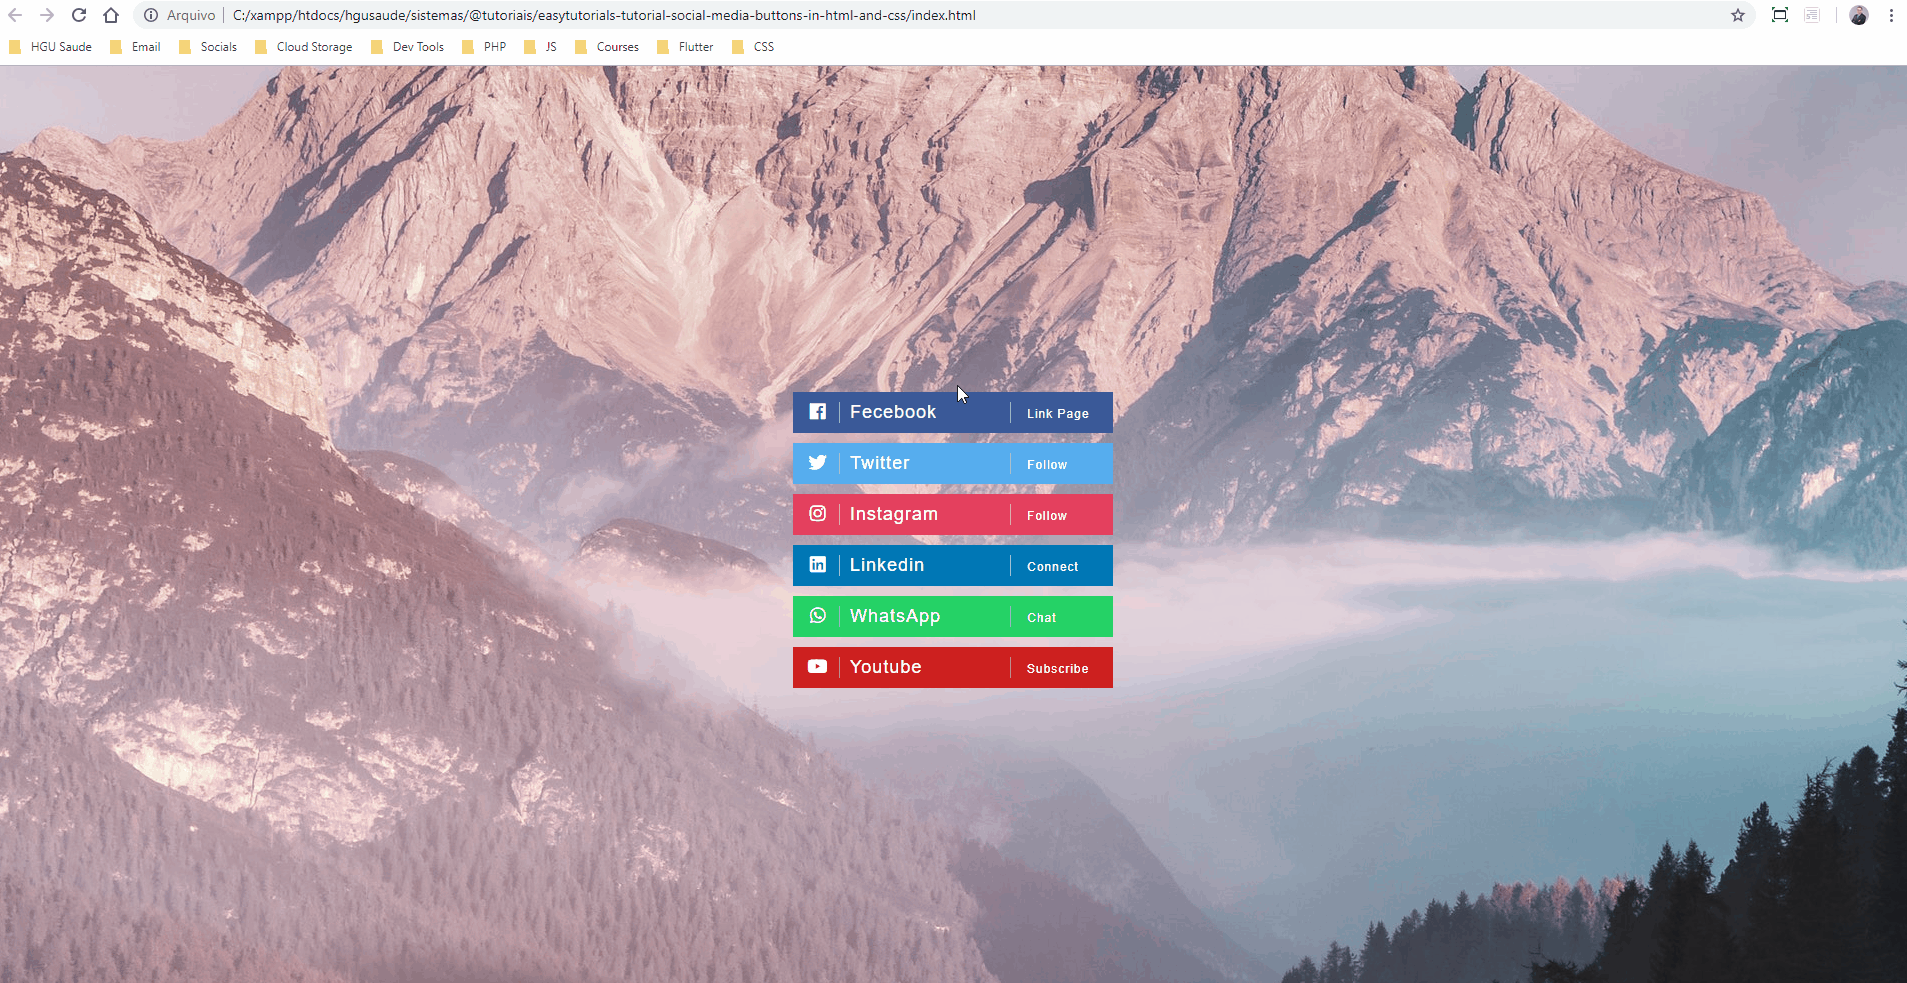 Arquivo C:/xampp/htdocs/hgusaude/sistemas/@tutoriais/easytutorials-tutorial-social-media-buttons-in-html-and-css/index.html
HGU Saude Email Socials Cloud Storage Dev Tools PHP JS Courses Flutter CSS
Fecebook Link Page
Twitter Follow
Instagram Follow
Linkedin Connect
WhatsApp Chat
Youtube Subscribe